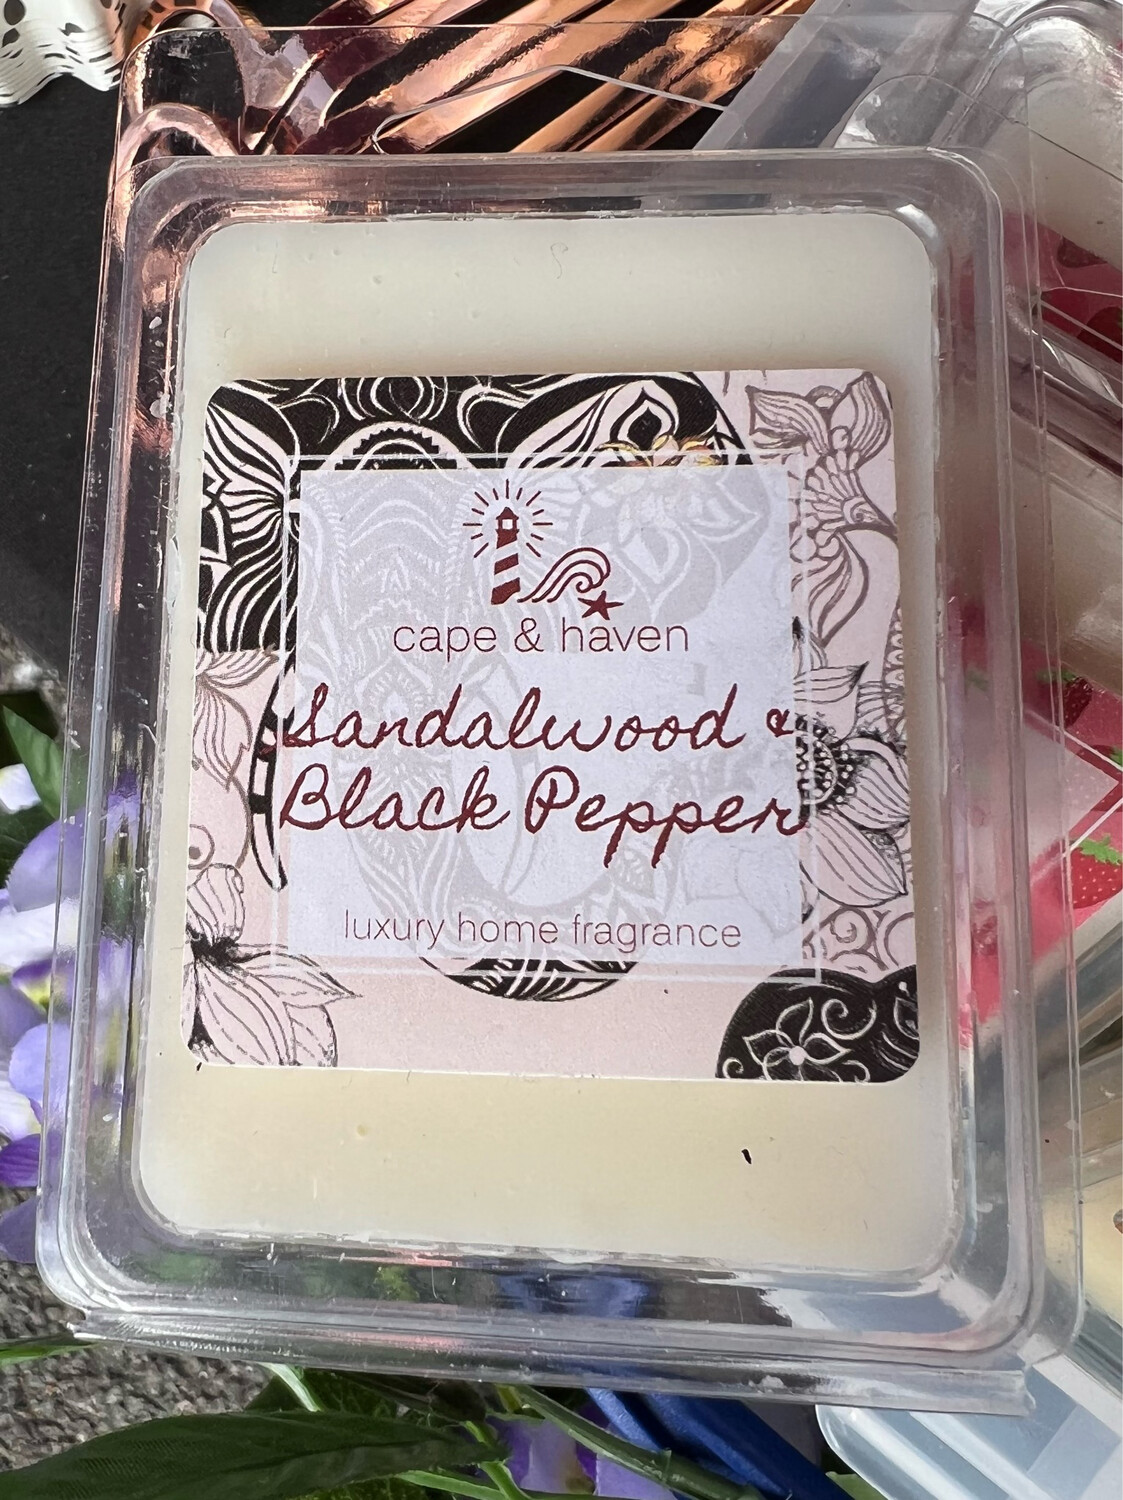 cape & haven
Sandalwood &
Black Pepper
luxury home fragrance